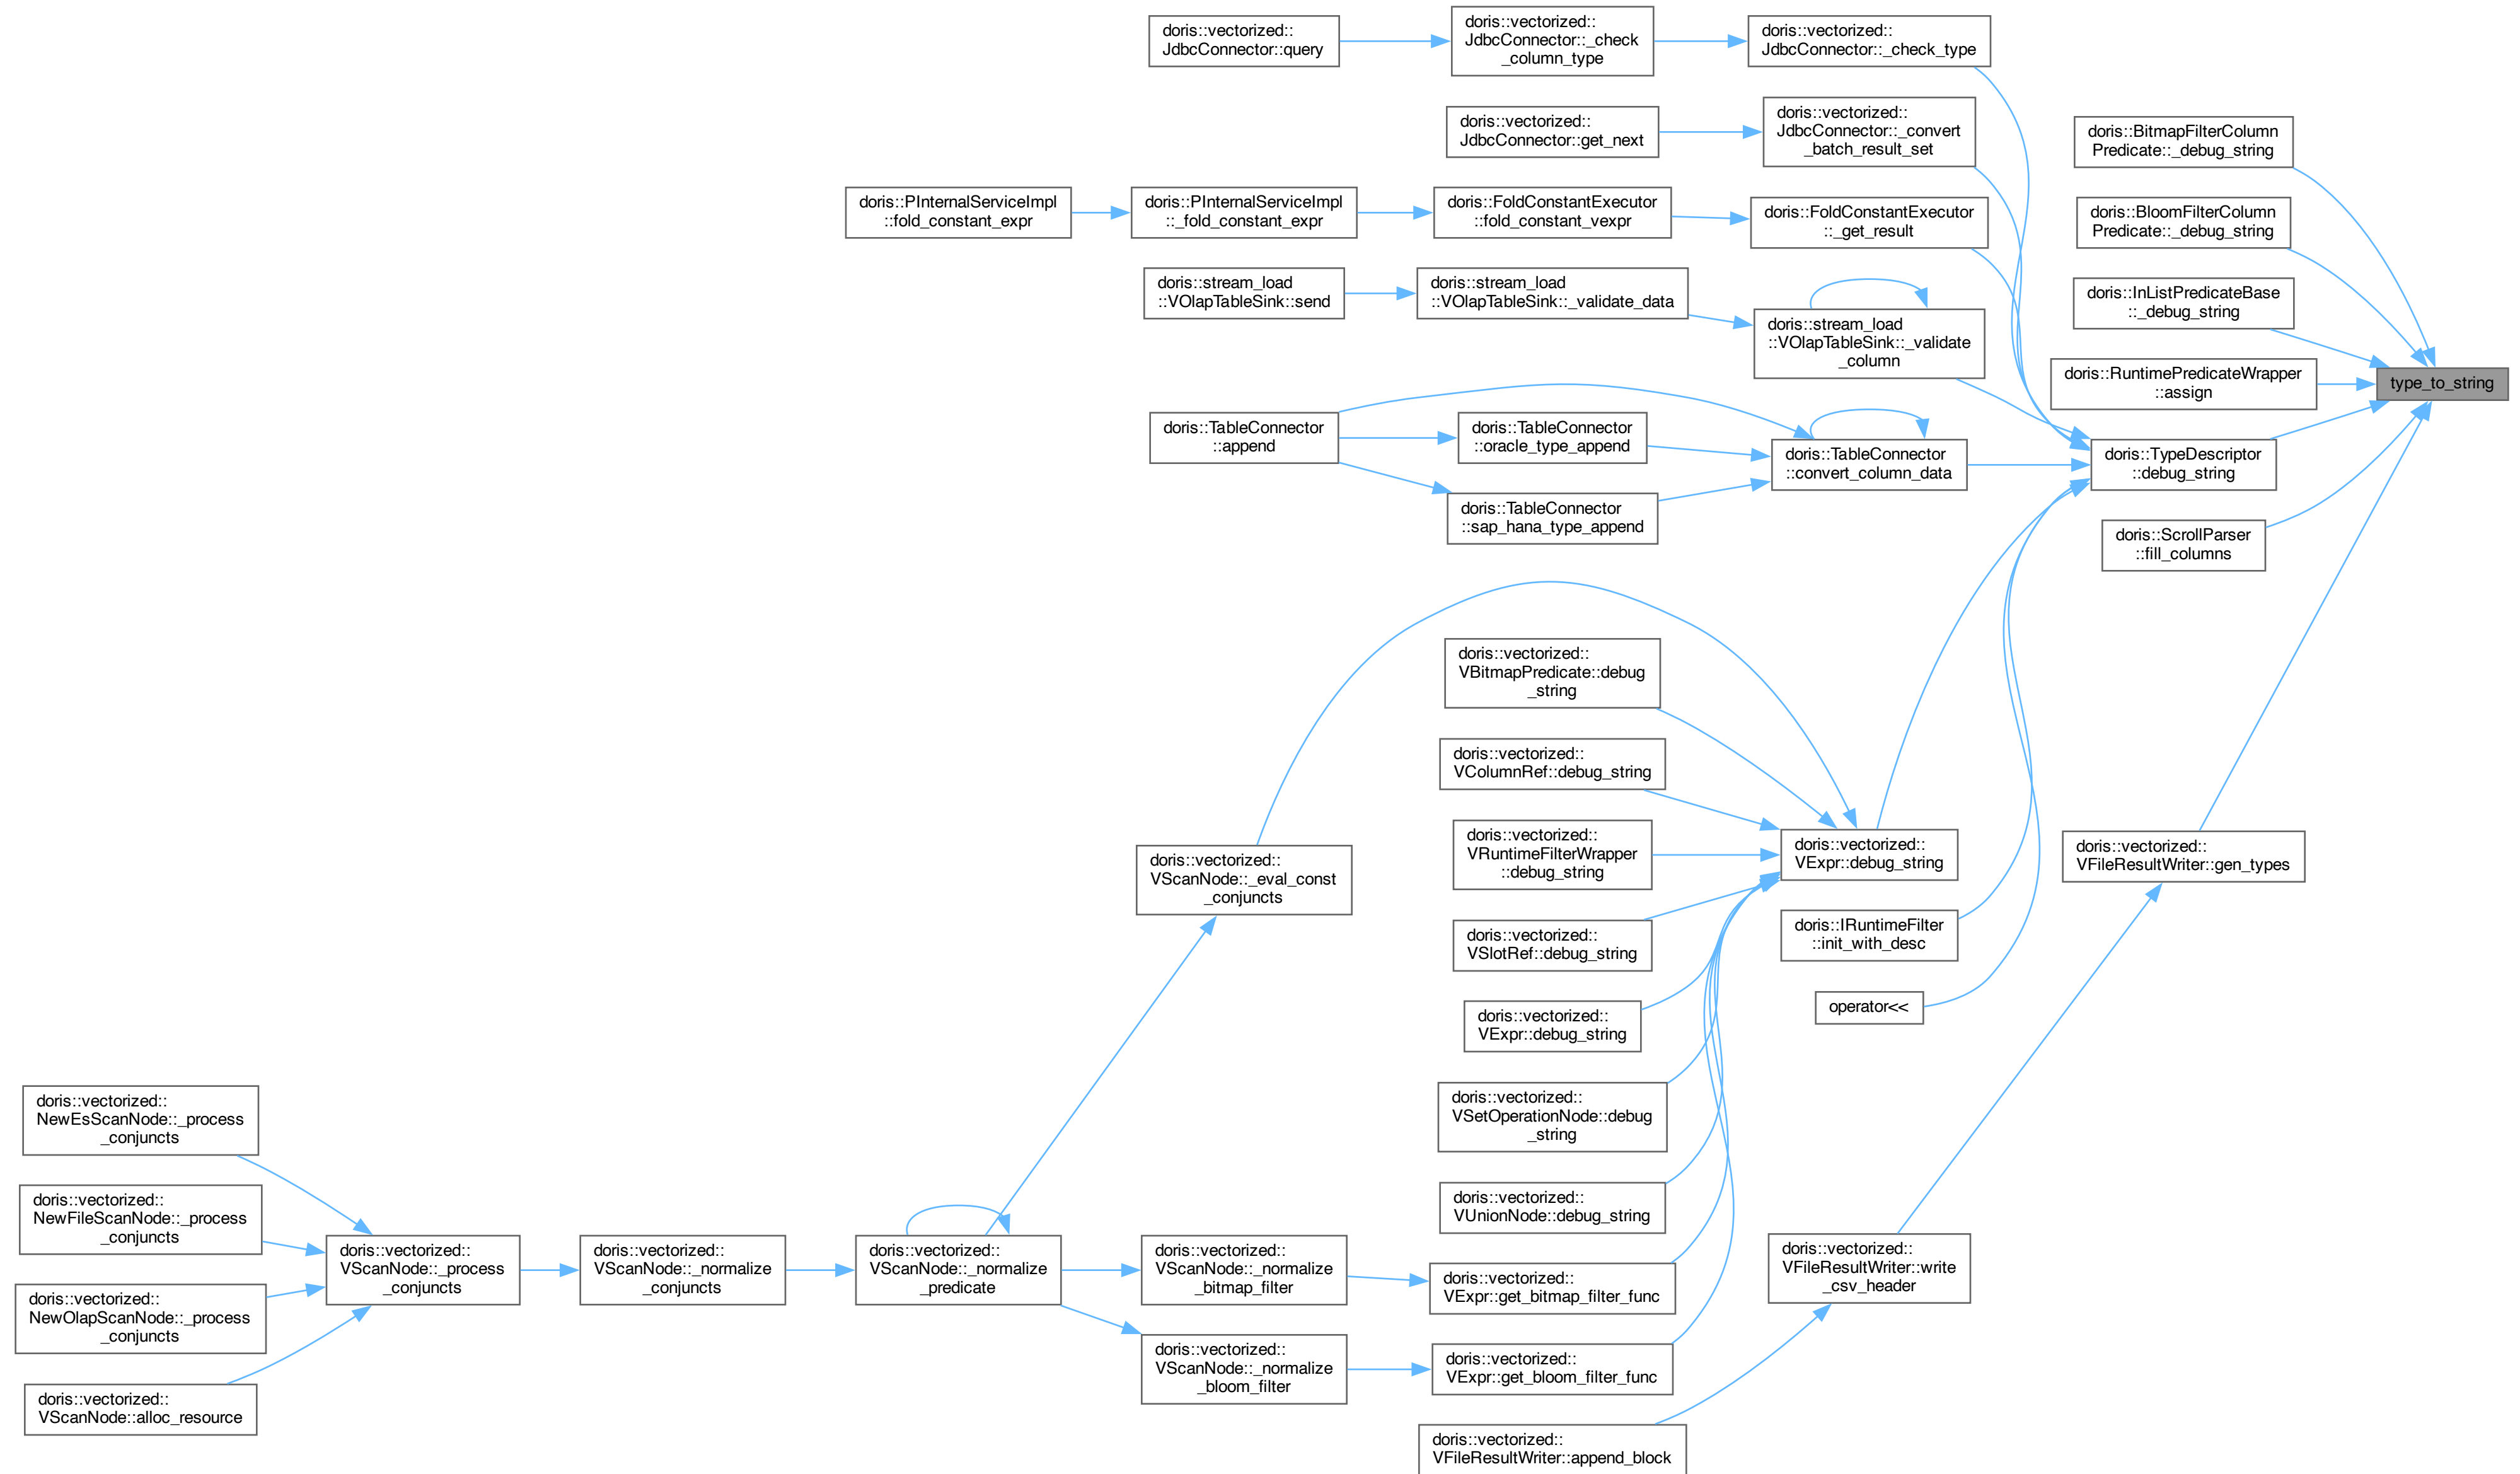 doris::vectorized::
JdbcConnector::query
doris::vectorized::
JdbcConnector::_check
_column_type
doris::vectorized::
JdbcConnector::_check_type
doris::vectorized::
JdbcConnector::get_next
doris::vectorized::
JdbcConnector::_convert
_batch_result_set
doris::BitmapFilterColumn
Predicate::_debug_string
doris::PInternalServiceImpl
::fold_constant_expr
doris::PInternalServiceImpl
::_fold_constant_expr
doris::FoldConstantExecutor
::fold_constant_vexpr
doris::FoldConstantExecutor
::_get_result
doris::BloomFilterColumn
Predicate::_debug_string
doris::stream_load
::VOlapTableSink::send
doris::stream_load
::VOlapTableSink::_validate_data
doris::stream_load
::VOlapTableSink::_validate
_column
doris::InListPredicateBase
::_debug_string
doris::RuntimePredicateWrapper
::assign
type_to_string
doris::TableConnector
::append
doris::TableConnector
::oracle_type_append
doris::TableConnector
::convert_column_data
doris::TypeDescriptor
::debug_string
doris::TableConnector
::sap_hana_type_append
doris::ScrollParser
::fill_columns
doris::vectorized::
VBitmapPredicate::debug
_string
doris::vectorized::
VColumnRef::debug_string
doris::vectorized::
VScanNode::_eval_const
_conjuncts
doris::vectorized::
VRuntimeFilterWrapper
::debug_string
doris::vectorized::
VExpr::debug_string
doris::vectorized::
VFileResultWriter::gen_types
doris::vectorized::
VSlotRef::debug_string
doris::IRuntimeFilter
::init_with_desc
doris::vectorized::
VExpr::debug_string
operator<<
doris::vectorized::
NewEsScanNode::_process
_conjuncts
doris::vectorized::
VSetOperationNode::debug
_string
doris::vectorized::
NewFileScanNode::_process
_conjuncts
doris::vectorized::
VUnionNode::debug_string
doris::vectorized::
VScanNode::_process
_conjuncts
doris::vectorized::
VScanNode::_normalize
_conjuncts
doris::vectorized::
VScanNode::_normalize
_predicate
doris::vectorized::
VScanNode::_normalize
_bitmap_filter
doris::vectorized::
VExpr::get_bitmap_filter_func
doris::vectorized::
VFileResultWriter::write
_csv_header
doris::vectorized::
NewOlapScanNode::_process
_conjuncts
doris::vectorized::
VScanNode::_normalize
_bloom_filter
doris::vectorized::
VExpr::get_bloom_filter_func
doris::vectorized::
VScanNode::alloc_resource
doris::vectorized::
VFileResultWriter::append_block